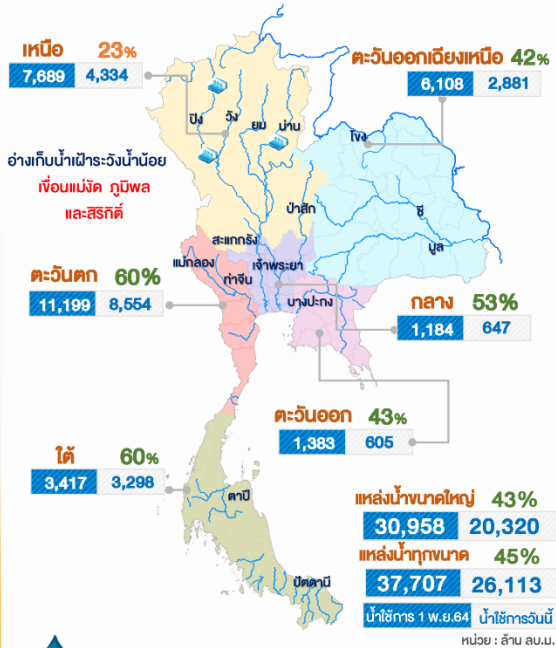 เหนือ 23%
7,689 4,334
ตะวันออกเฉียงเหนือ 42%
6,108 2,881
ปิง
วัง
ยม
น่าน
โขง
อ่างเก็บน้ำเฝ้าระวังน้ำน้อย
เขื่อนแม่งัด ภูมิพล
และสิริกิติ์
ป่าสัก
ชี
มูล
สะแกกรัง
แม่กลอง
ท่าจีน
เจ้าพระยา
บางปะกง
ตะวันตก 60%
11,199 8,554
กลาง 53%
1,184 647
ตะวันออก 43%
1,383 605
ใต้ 60%
3,417 3,298
ตาปี
ปัตตานี
แหล่งน้ำขนาดใหญ่ 43%
30,958 20,320
แหล่งน้ำทุกขนาด 45%
37,707 26,113
น้ำใช้การ 1 พ.ย.64 น้ำใช้การวันนี้
หน่วย : ล้าน ลบ.ม.